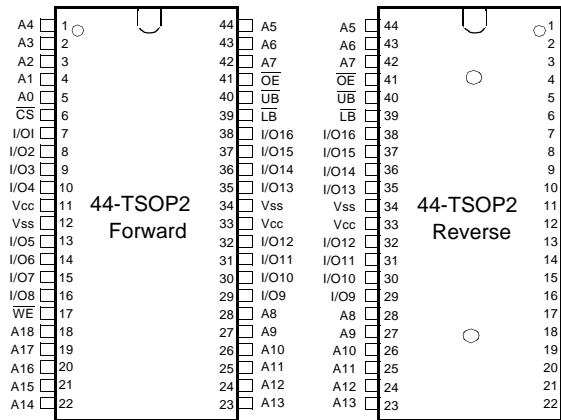 A4 1 44 A5 A5 44 1
A3 2 43 A6 A6 43 2
A2 3 42 A7 A7 42 3
A1 4 41 OE OE 41 4
A0 5 40 UB UB 40 5
CS 6 39 LB LB 39 6
I/OI 7 38 I/O16 I/O16 38 7
I/O2 8 37 I/O15 I/O15 37 8
I/O3 9 36 I/O14 I/O14 36 9
I/O4 10 35 I/O13 I/O13 35 10
Vcc 11 44-TSOP2 34 Vss Vss 34 44-TSOP2 11
Vss 12 Forward 33 Vcc Vcc 33 Reverse 12
I/O5 13 32 I/O12 I/O12 32 13
I/O6 14 31 I/O11 I/O11 31 14
I/O7 15 30 I/O10 I/O10 30 15
I/O8 16 29 I/O9 I/O9 29 16
WE 17 28 A8 A8 28 17
A18 18 27 A9 A9 27 18
A17 19 26 A10 A10 26 19
A16 20 25 A11 A11 25 20
A15 21 24 A12 A12 24 21
A14 22 23 A13 A13 23 22